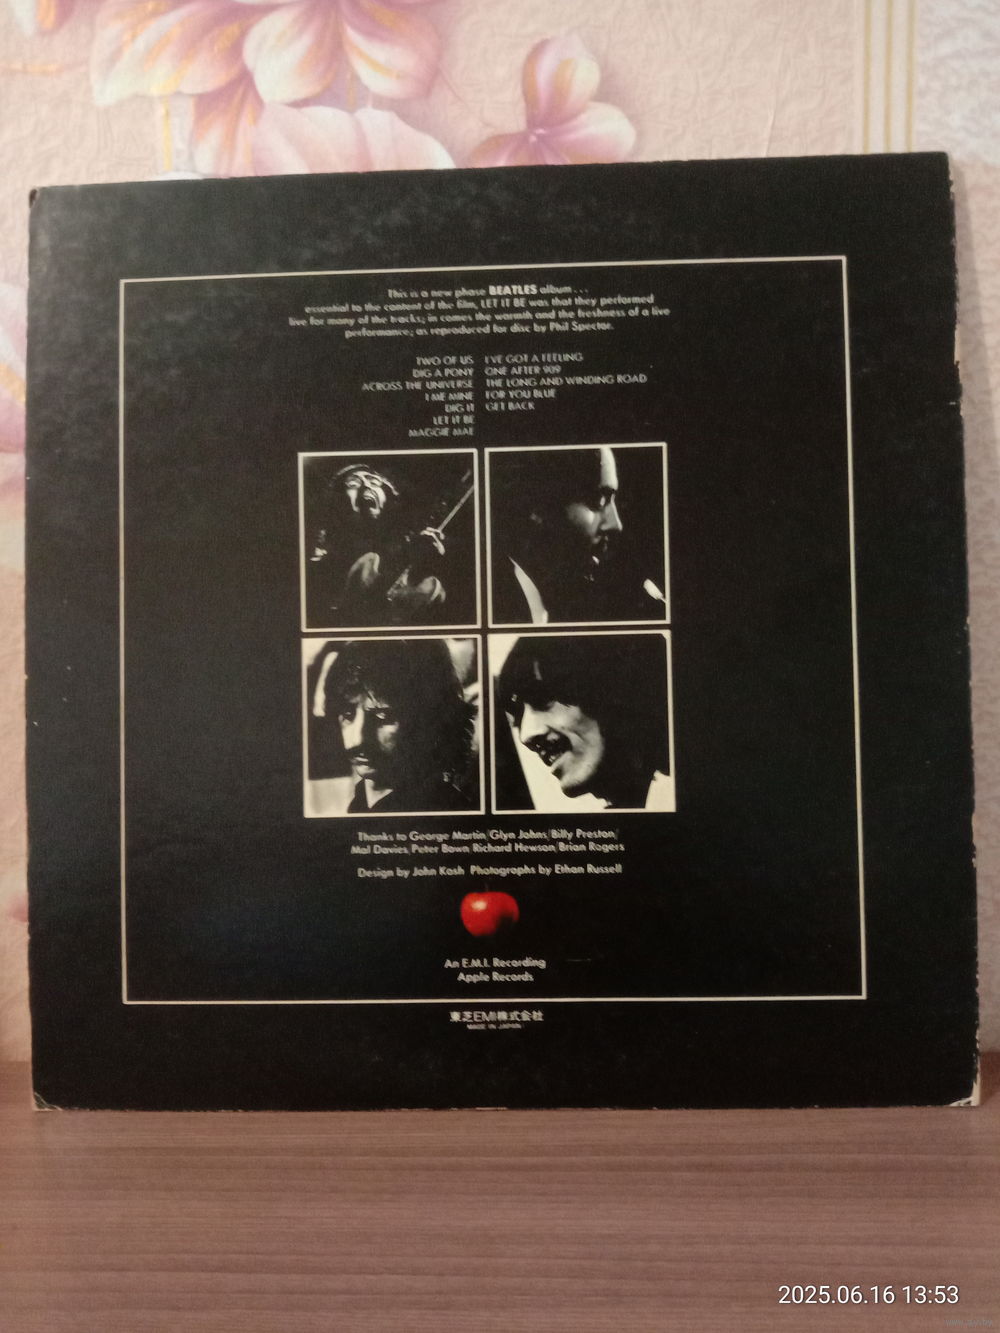 This is a new phase BEATLES album . . .
essential to the content of the film, LET IT BE was that they performed
live for many of the tracks; in comes the warmth and the freshness of a live
performance; as reproduced for disc by Phil Spector.
TWO OF US
DIG A PONY
ACROSS THE UNIVERSE
I ME MINE
DIG IT
LET IT BE
MAGGIE MAE
I'VE GOT A FEELING
ONE AFTER 909
THE LONG AND WINDING ROAD
FOR YOU BLUE
GET BACK
Thanks to George Martin/Glyn Johns/Billy Preston/
Mal Davies/Peter Bown/Richard Hewson/Brian Rogers
Design by John Kosh Photographs by Ethan Russell
An E.M.I. Recording
Apple Records
東芝EMI株式会社
MADE IN JAPAN
2025.06.16 13:53